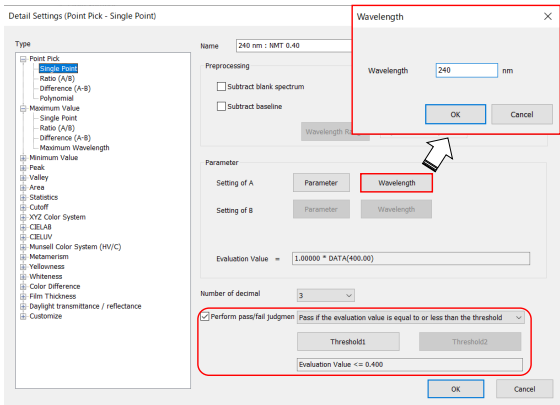 Detail Settings (Point Pick - Single Point)
Wavelength
Wavelength 240 nm
OK Cancel
Type
Point Pick
Single Point
Ratio (A/B)
Difference (A-B)
Polynomial
Maximum Value
Single Point
Ratio (A/B)
Difference (A-B)
Maximum Wavelength
Minimum Value
Peak
Valley
Area
Statistics
Cutoff
XYZ Color System
CIELAB
CIELUV
Munsell Color System (HV/C)
Metamerism
Yellowness
Whiteness
Color Difference
Film Thickness
Daylight transmittance / reflectance
Customize
Name 240 nm : NMT 0.40
Preprocessing
Subtract blank spectrum
Subtract baseline
Wavelength
Parameter
Setting of A Parameter Wavelength
Setting of B Parameter Wavelength
Evaluation Value = 1.00000 * DATA(400.00)
Number of decimal 3
Perform pass/fail judgmen Pass if the evaluation value is equal to or less than the threshold
Threshold1 Threshold2
Evaluation Value <= 0.400
OK Cancel